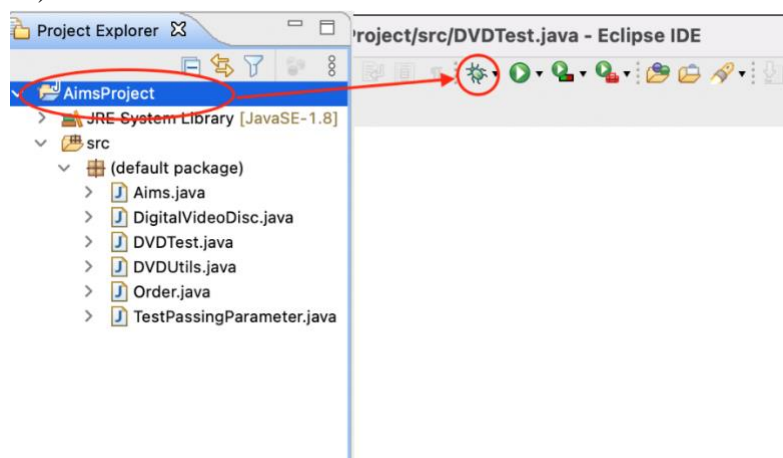 Project Explorer
Project/src/DVDTest.java - Eclipse IDE
AimsProject
JRE System Library [JavaSE-1.8]
src
(default package)
Aims.java
DigitalVideoDisc.java
DVDTest.java
DVDUtils.java
Order.java
TestPassingParameter.java